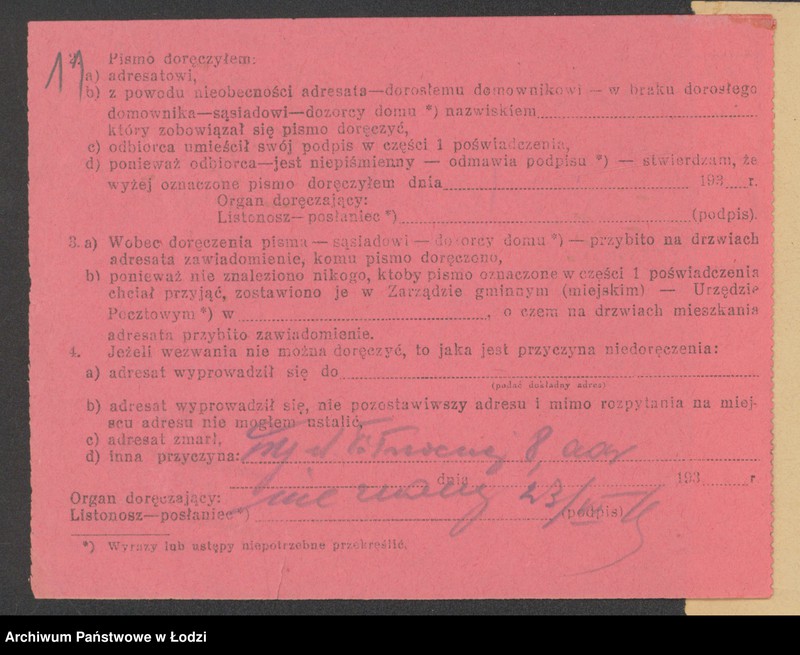 11
2. Pismo doręczyłem:
a) adresatowi,
b) z powodu nieobecności adresata—dorosłemu domownikowi — w braku dorosłego
domownika—sąsiadowi—dozorcy domu *) nazwiskiem
który zobowiązał się pismo doręczyć,
c) odbiorca umieścił swój podpis w części 1 poświadczenia,
d) ponieważ odbiorca—jest niepiśmienny — odmawia podpisu *) — stwierdzam, że
wyżej oznaczone pismo doręczyłem dnia 193 r.
Organ doręczający:
Listonosz—posłaniec *) (podpis).
3. a) Wobec doręczenia pisma — sąsiadowi — dozorcy domu *) — przybito na drzwiach
adresata zawiadomienie, komu pismo doręczono,
b) ponieważ nie znaleziono nikogo, ktoby pismo oznaczone w części 1 poświadczenia
chciał przyjąć, zostawiono je w Zarządzie gminnym (miejskim) — Urzędzie
Pocztowym *) w , o czem na drzwiach mieszkania
adresata przybito zawiadomienie.
4. Jeżeli wezwania nie można doręczyć, to jaka jest przyczyna niedoręczenia:
a) adresat wyprowadził się do
(podać dokładny adres)
b) adresat wyprowadził się, nie pozostawiwszy adresu i mimo rozpytania na miej-
scu adresu nie mogłem ustalić,
c) adresat zmarł,
d) inna przyczyna: 8,
dnia 193 r
nie znany 23/
Organ doręczający:
Listonosz—posłaniec *) (podpis)
*) Wyrazy lub ustępy niepotrzebne przekreślić.
Archiwum Państwowe w Łodzi